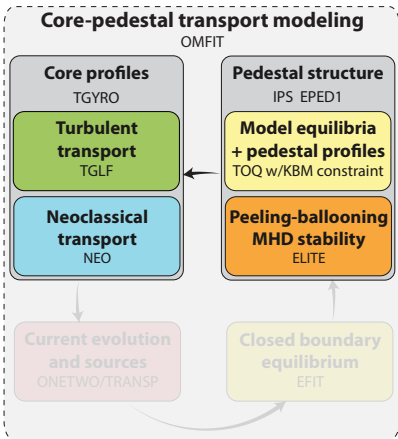 Core-pedestal transport modeling
OMFIT
Core profiles
TGYRO
Turbulent
transport
TGLF
Neoclassical
transport
NEO
Pedestal structure
IPS EPED1
Model equilibria
+ pedestal profiles
TOQ w/KBM constraint
Peeling-ballooning
MHD stability
ELITE
Current evolution
and sources
ONETWO/TRANSP
Closed boundary
equilibrium
EFIT